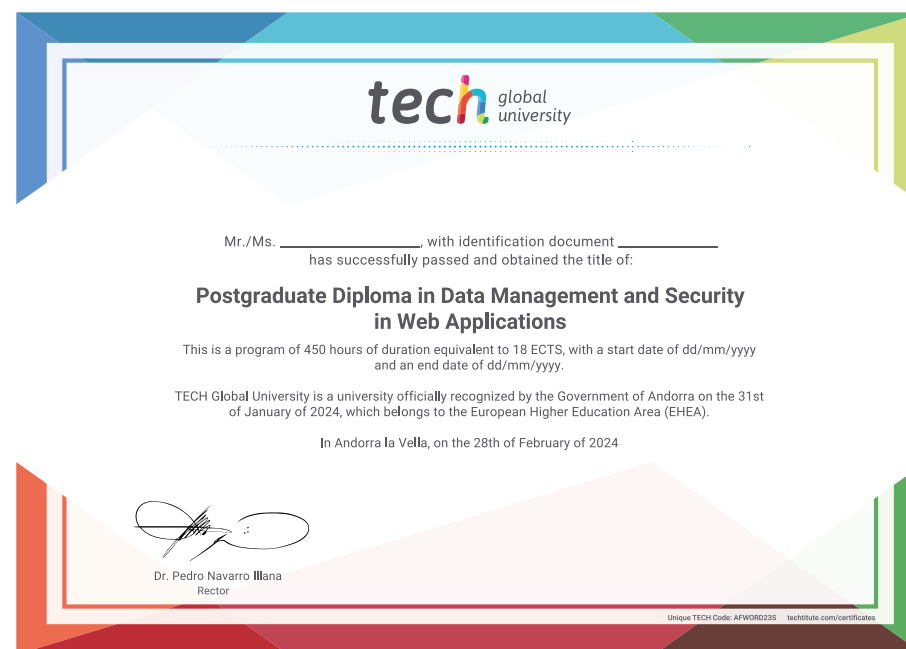 tech global
university
Mr./Ms. ____________, with identification document ____________
has successfully passed and obtained the title of:
Postgraduate Diploma in Data Management and Security
in Web Applications
This is a program of 450 hours of duration equivalent to 18 ECTS, with a start date of dd/mm/yyyy
and an end date of dd/mm/yyyy.
TECH Global University is a university officially recognized by the Government of Andorra on the 31st
of January of 2024, which belongs to the European Higher Education Area (EHEA).
In Andorra la Vella, on the 28th of February of 2024
Dr. Pedro Navarro Illana
Rector
Unique TECH Code: AFWORD23S techtitute.com/certificates